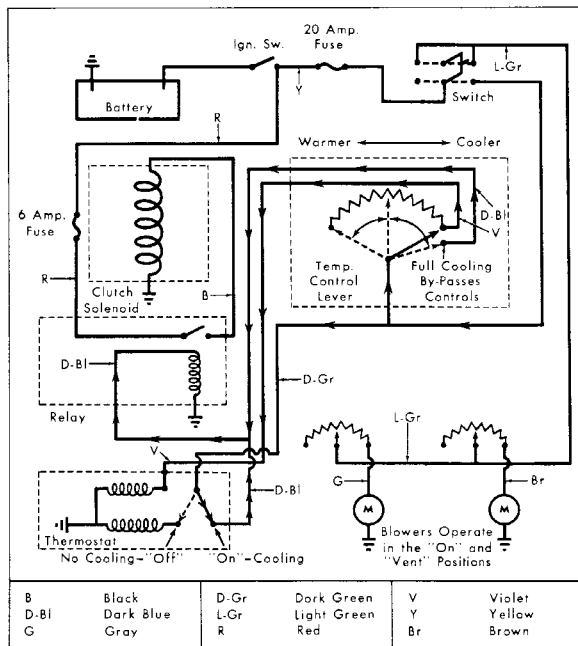 20 Amp.
Fuse
Ign. Sw.
L-Gr
Battery
Y
Switch
R
Warmer
Cooler
D-Bl
V
6 Amp.
Fuse
R
Clutch
Solenoid
B
Temp.
Control
Lever
Full Cooling
By-Passes
Controls
D-Bl
D-Gr
Relay
V
L-Gr
D-Bl
G
Br
M
M
Thermostat
No Cooling-"Off"
"On"-Cooling
Blowers Operate
in the "On" and
"Vent" Positions
B Black D-Gr Dark Green V Violet
D-Bl Dark Blue L-Gr Light Green Y Yellow
G Gray R Red Br Brown